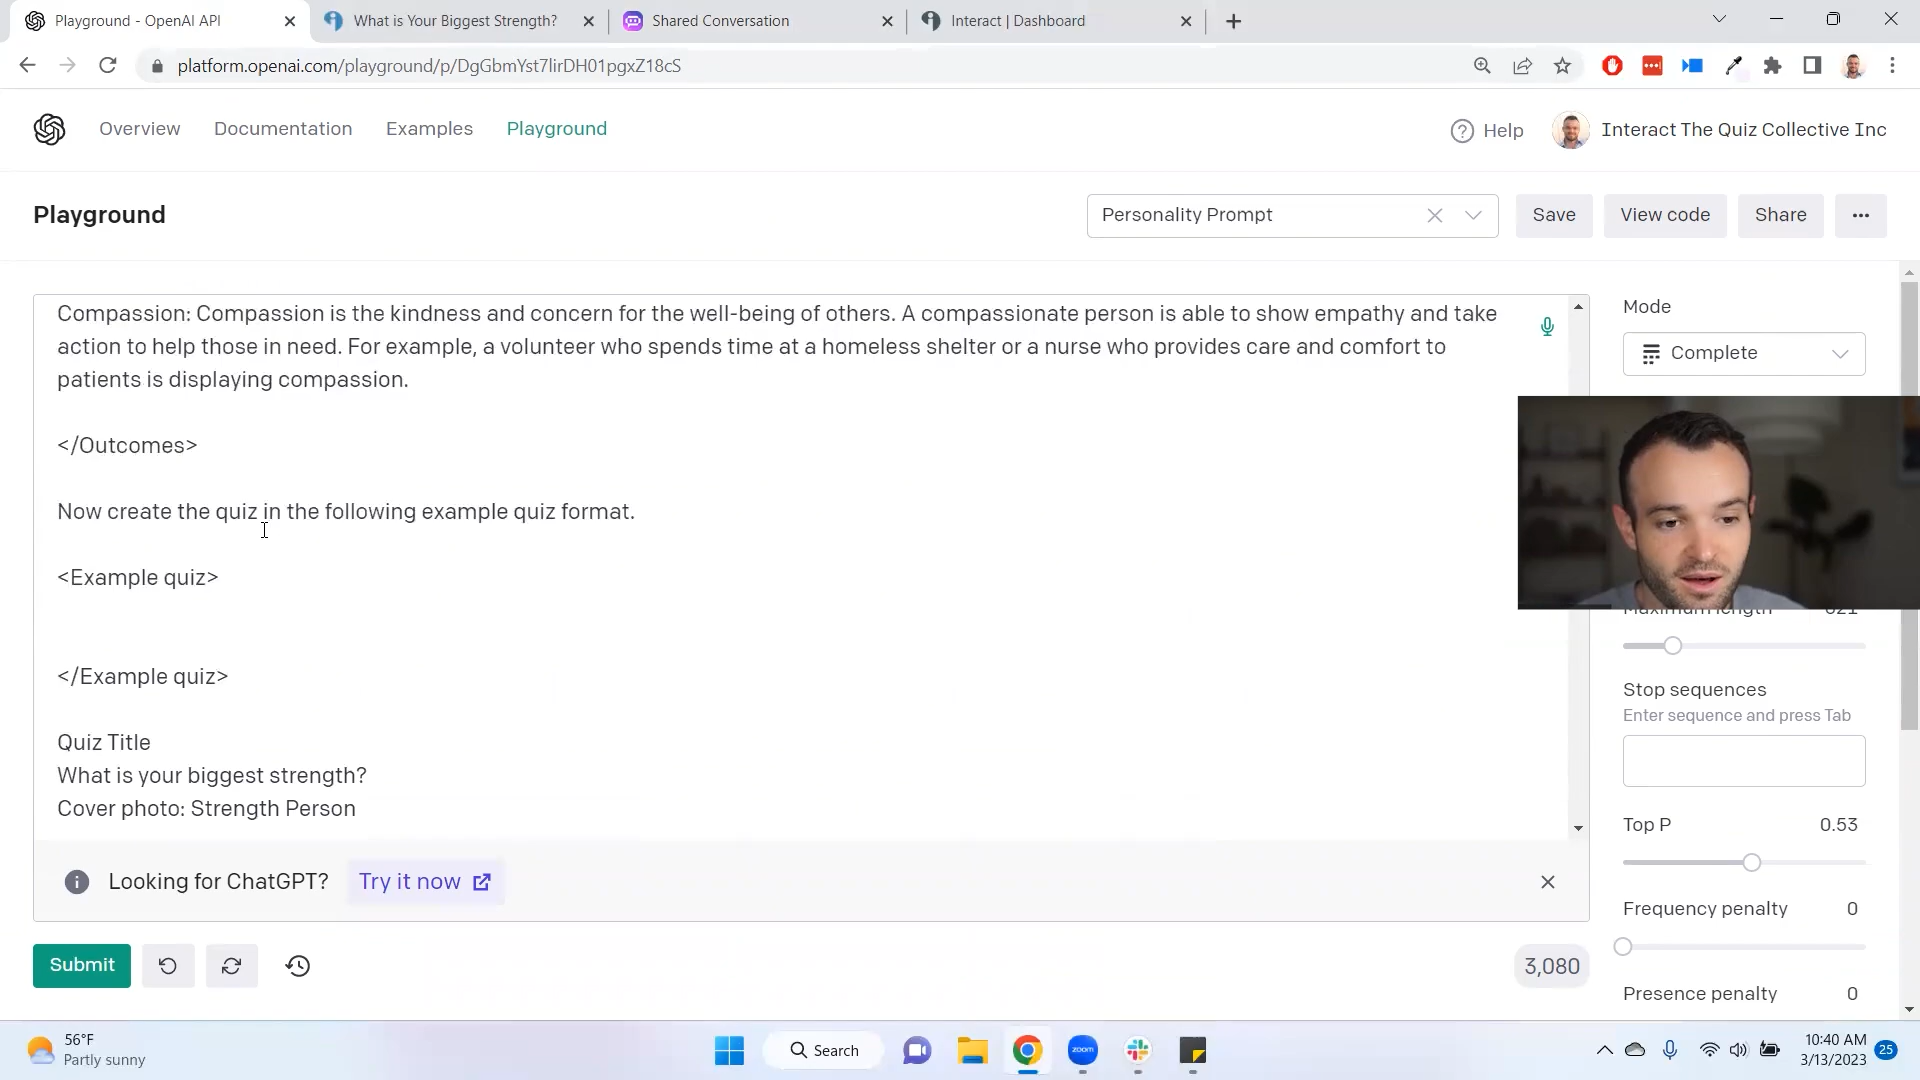 Playground - OpenAI API
What is Your Biggest Strength?
Shared Conversation
Interact | Dashboard
platform.openai.com/playground/p/DgGbmYst7lirDH01pgxZ18cS
Overview
Documentation
Examples
Playground
Help
Interact The Quiz Collective Inc
Playground
Personality Prompt
Save
View code
Share
Compassion: Compassion is the kindness and concern for the well-being of others. A compassionate person is able to show empathy and take
action to help those in need. For example, a volunteer who spends time at a homeless shelter or a nurse who provides care and comfort to
patients is displaying compassion.
</Outcomes>
Now create the quiz in the following example quiz format.
<Example quiz>
</Example quiz>
Quiz Title
What is your biggest strength?
Cover photo: Strength Person
Looking for ChatGPT?
Try it now
Submit
3,080
Mode
Complete
Stop sequences
Enter sequence and press Tab
Top P
0.53
Frequency penalty
0
Presence penalty
0
56°F
Partly sunny
Search
zoom
10:40 AM
3/13/2023
25